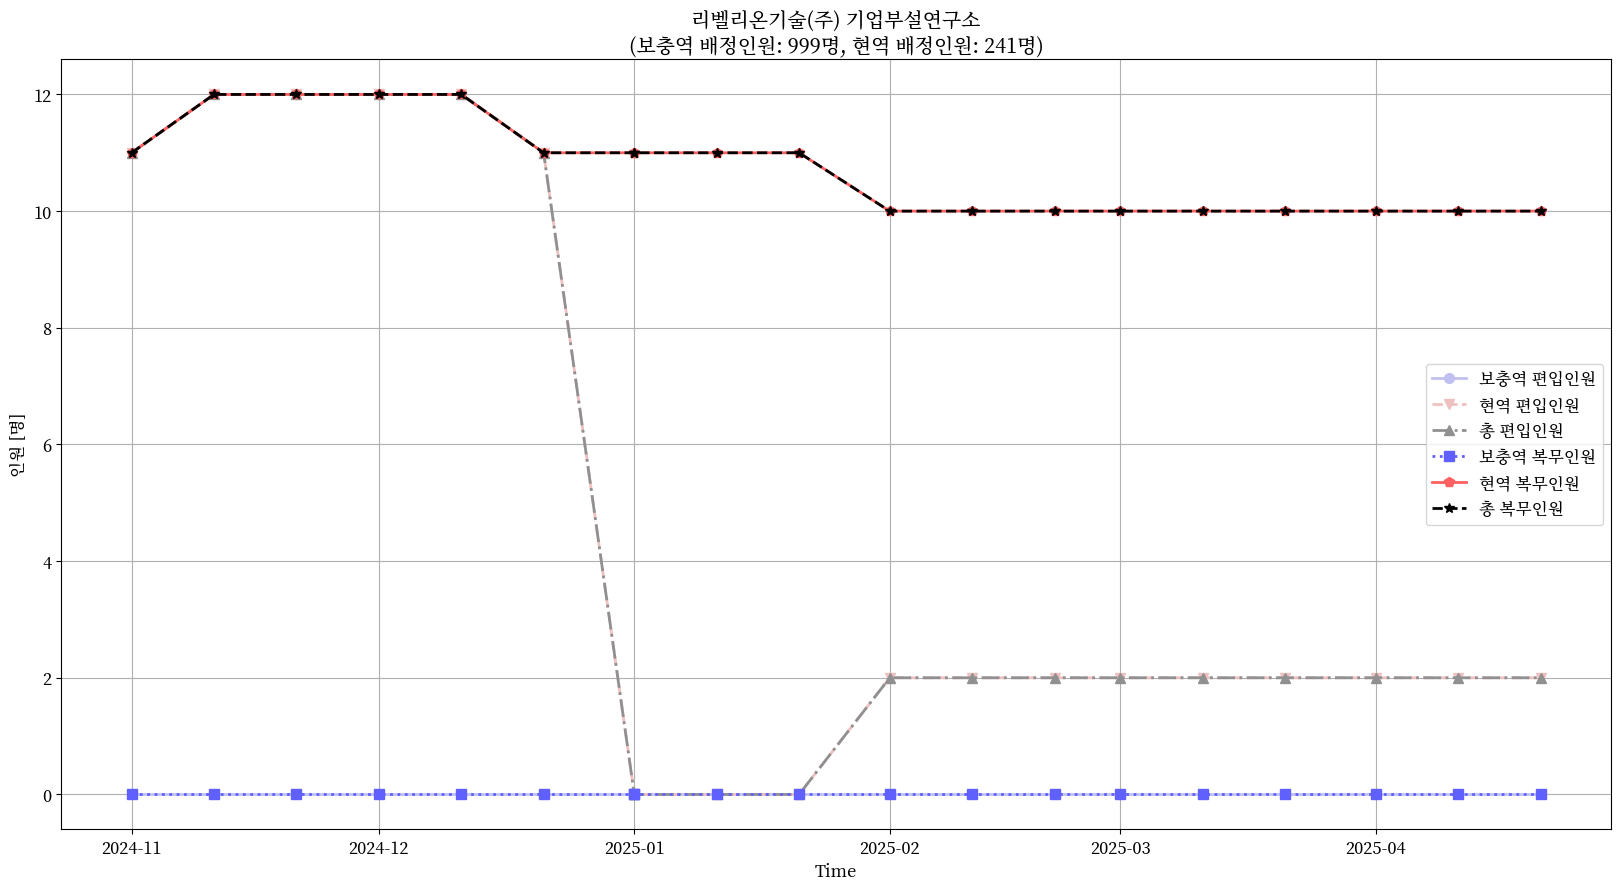 리벨리온기술(주) 기업부설연구소
(보충역 배정인원: 999명, 현역 배정인원: 241명)
12
10
8
6
4
2
0
인원 [명]
보충역 편입인원
현역 편입인원
총 편입인원
보충역 복무인원
현역 복무인원
총 복무인원
2024-11 2024-12 2025-01 2025-02 2025-03 2025-04
Time